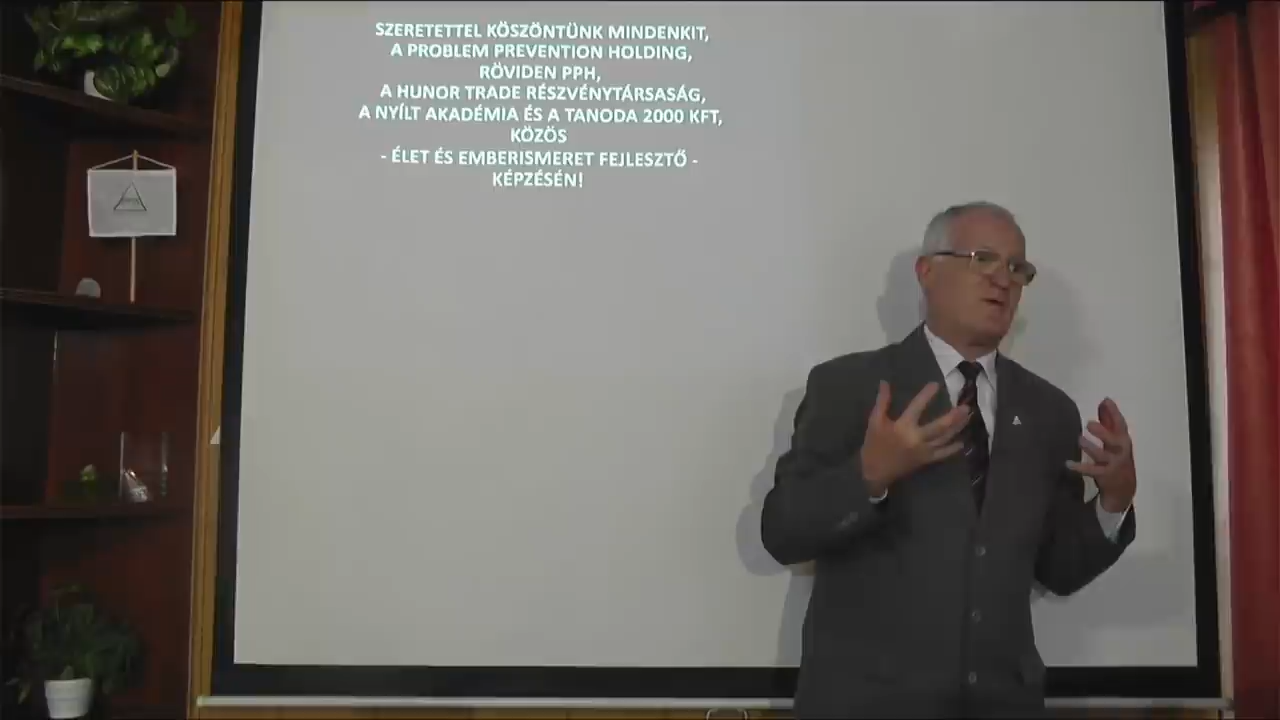 SZERETETTEL KÖSZÖNTÜNK MINDENKIT,
A PROBLEM PREVENTION HOLDING,
RÖVIDEN PPH,
A HUNOR TRADE RÉSZVÉNYTÁRSASÁG,
A NYÍLT AKADÉMIA ÉS A TANODA 2000 KFT,
KÖZÖS
- ÉLET ÉS EMBERISMERET FEJLESZTŐ -
KÉPZÉSÉN!